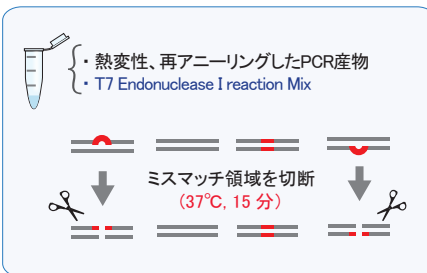 ・熱変性、再アニーリングしたPCR産物
・T7 Endonuclease I reaction Mix
ミスマッチ領域を切断
(37℃, 15 分)